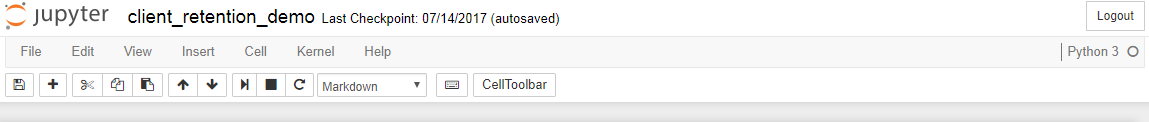 jupyter client_retention_demo Last Checkpoint: 07/14/2017 (autosaved) Logout
File Edit View Insert Cell Kernel Help Python 3
Markdown CellToolbar